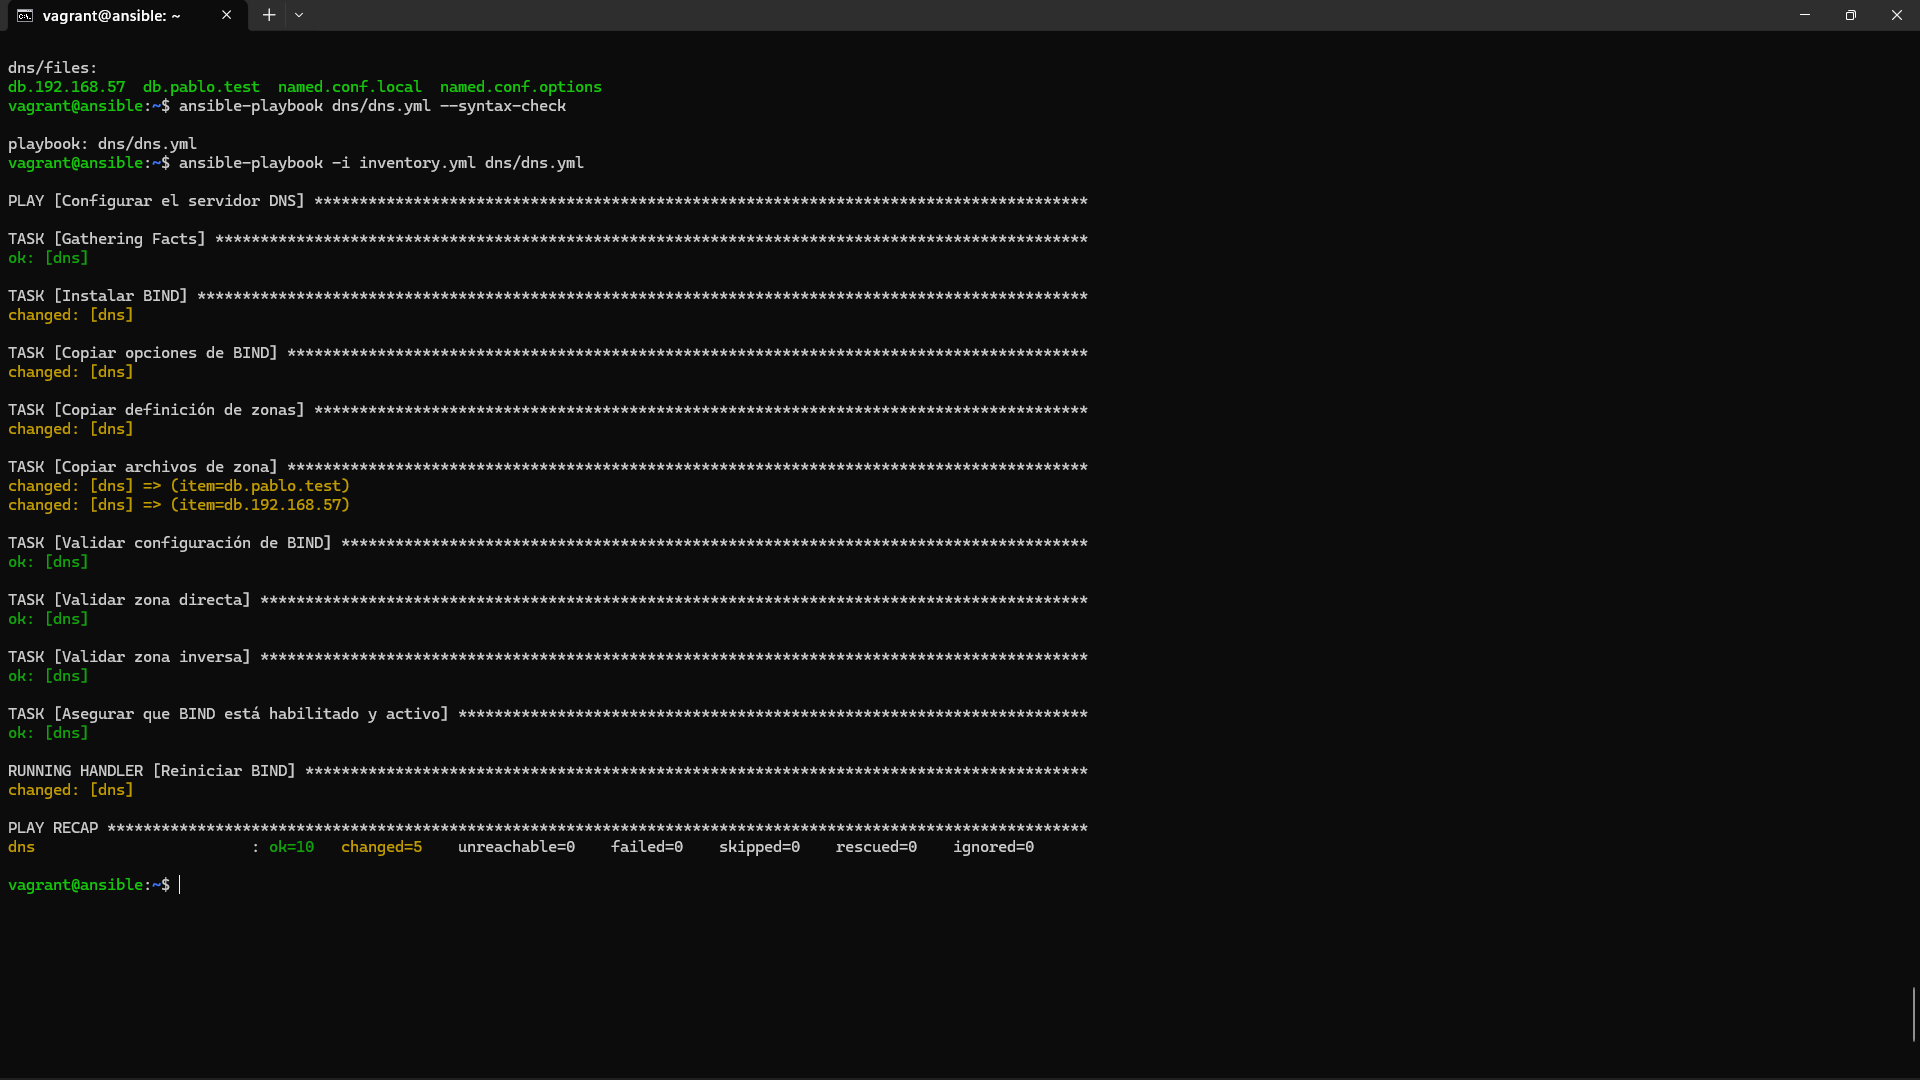 vagrant@ansible: ~
dns/files:
db.192.168.57  db.pablo.test  named.conf.local  named.conf.options
vagrant@ansible:~$ ansible-playbook dns/dns.yml --syntax-check
playbook: dns/dns.yml
vagrant@ansible:~$ ansible-playbook -i inventory.yml dns/dns.yml
PLAY [Configurar el servidor DNS] **************************************************************************************
TASK [Gathering Facts] *************************************************************************************************
ok: [dns]
TASK [Instalar BIND] ***************************************************************************************************
changed: [dns]
TASK [Copiar opciones de BIND] *****************************************************************************************
changed: [dns]
TASK [Copiar definición de zonas] **************************************************************************************
changed: [dns]
TASK [Copiar archivos de zona] *****************************************************************************************
changed: [dns] => (item=db.pablo.test)
changed: [dns] => (item=db.192.168.57)
TASK [Validar configuración de BIND] ***********************************************************************************
ok: [dns]
TASK [Validar zona directa] ********************************************************************************************
ok: [dns]
TASK [Validar zona inversa] ********************************************************************************************
ok: [dns]
TASK [Asegurar que BIND está habilitado y activo] **********************************************************************
ok: [dns]
RUNNING HANDLER [Reiniciar BIND] ***************************************************************************************
changed: [dns]
PLAY RECAP *************************************************************************************************************
dns                        : ok=10   changed=5    unreachable=0    failed=0    skipped=0    rescued=0    ignored=0
vagrant@ansible:~$